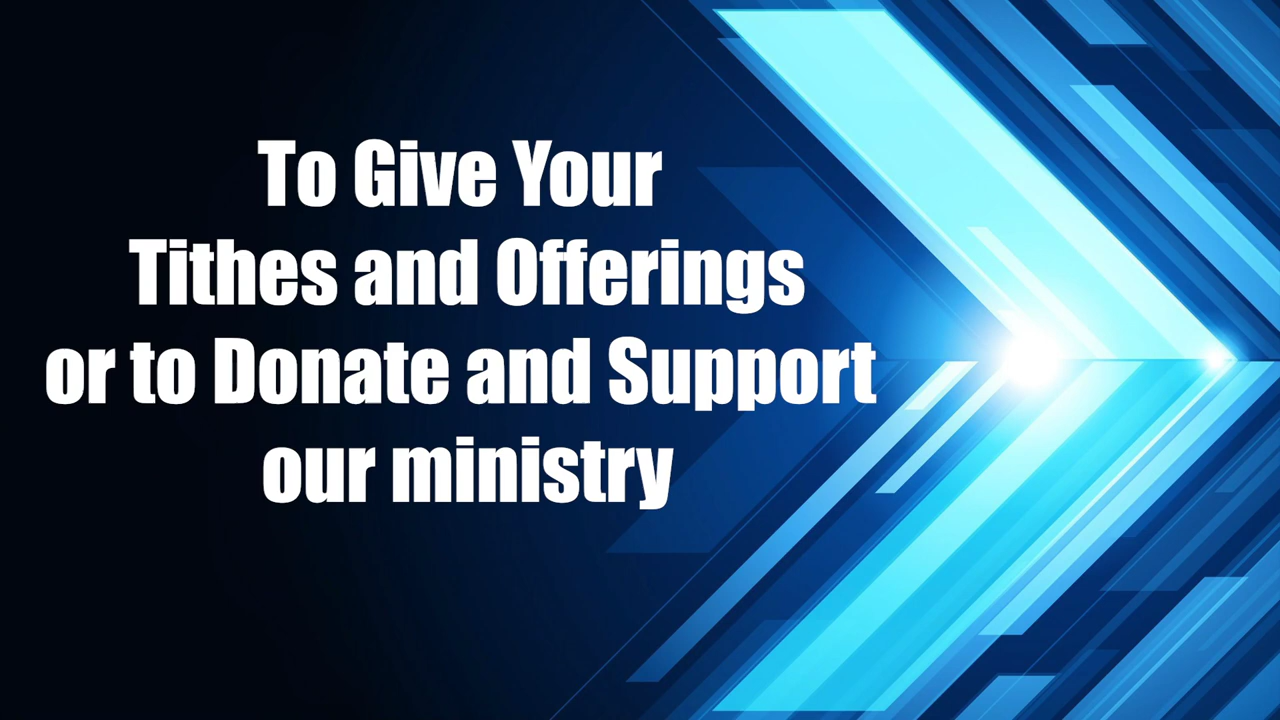 To Give Your
Tithes and Offerings
or to Donate and Support
our ministry